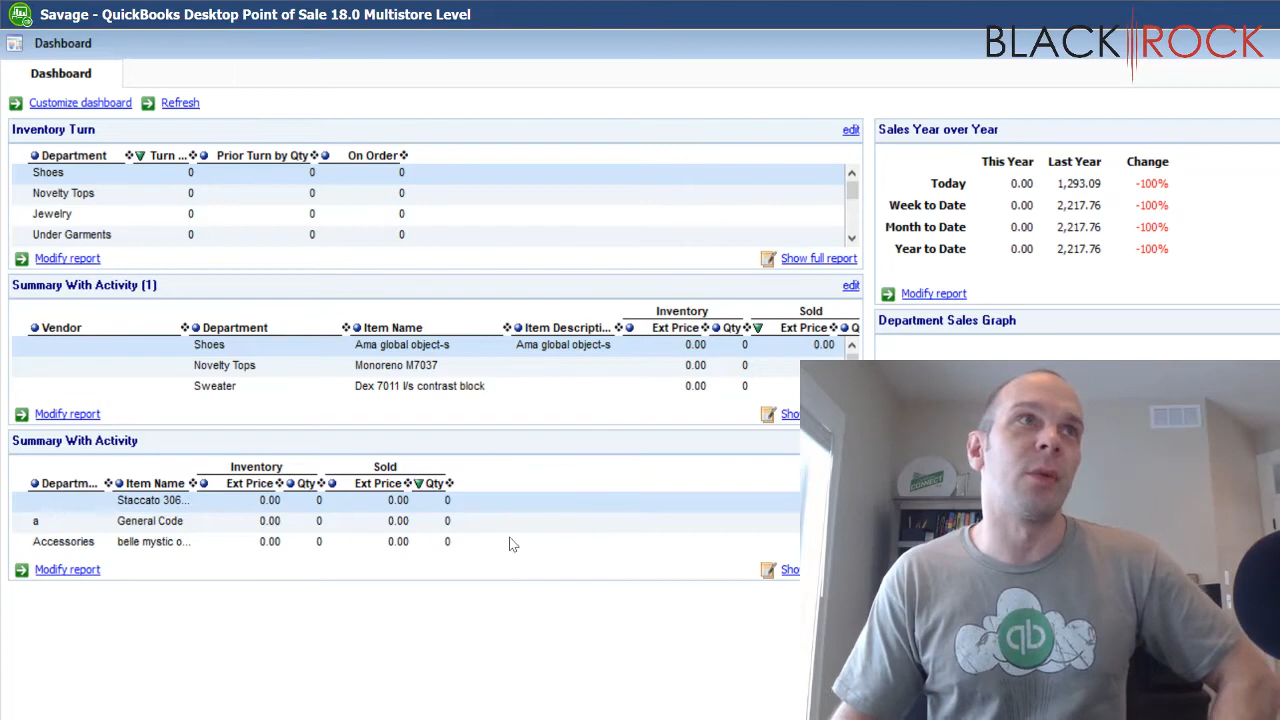 Savage - QuickBooks Desktop Point of Sale 18.0 Multistore Level
BLACK ROCK
Dashboard
Dashboard
Customize dashboard Refresh
Inventory Turn edit
Department Turn ... Prior Turn by Qty On Order
Shoes 0 0 0
Novelty Tops 0 0 0
Jewelry 0 0 0
Under Garments 0 0 0
Modify report Show full report
Summary With Activity (1) edit
Inventory Sold
Vendor Department Item Name Item Descripti... Ext Price Qty Ext Price Q
Shoes Ama global object-s Ama global object-s 0.00 0 0.00
Novelty Tops Monoreno M7037 0.00 0
Sweater Dex 7011 l/s contrast block 0.00 0
Modify report Sho
Summary With Activity
Inventory Sold
Departm... Item Name Ext Price Qty Ext Price Qty
Staccato 306... 0.00 0 0.00 0
a General Code 0.00 0 0.00 0
Accessories belle mystic o... 0.00 0 0.00 0
Modify report Sho
Sales Year over Year
This Year Last Year Change
Today 0.00 1,293.09 -100%
Week to Date 0.00 2,217.76 -100%
Month to Date 0.00 2,217.76 -100%
Year to Date 0.00 2,217.76 -100%
Modify report
Department Sales Graph
CONNECT
qb